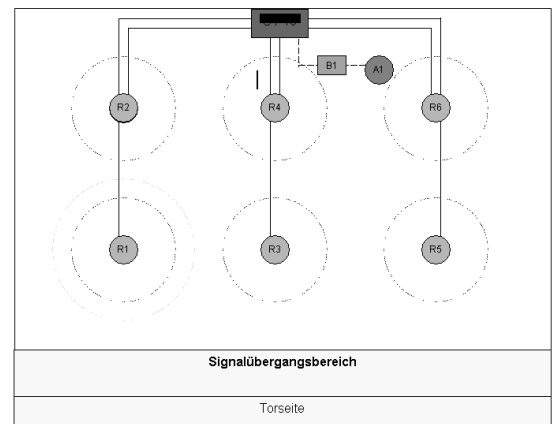 B1
A1
R2
R4
R6
R1
R3
R5
Signalübergangsbereich
Torseite